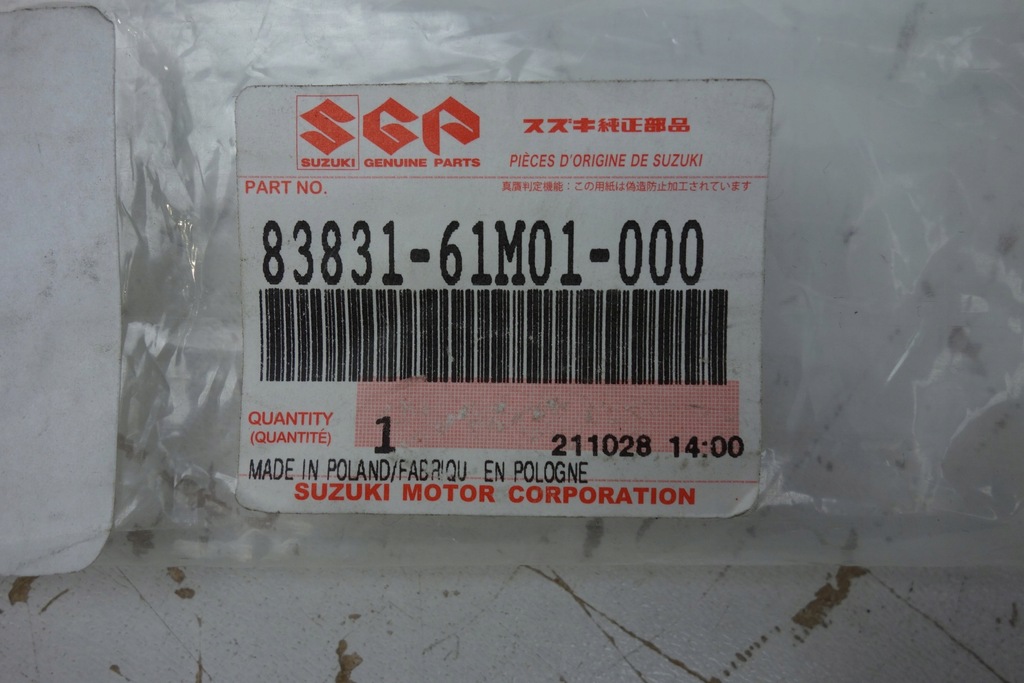 SGP スズキ純正部品
SUZUKI GENUINE PARTS PIÈCES D'ORIGINE DE SUZUKI
PART NO. 真贋判定機能：この用紙は偽造防止加工されています
83831-61M01-000
QUANTITY
(QUANTITÉ) 1 211028 14:00
MADE IN POLAND/FABRIQU EN POLOGNE
SUZUKI MOTOR CORPORATION